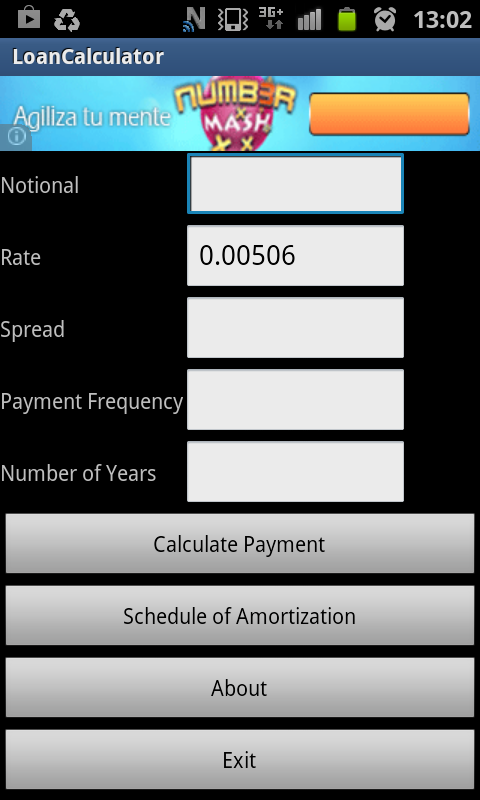 3G+ 13:02
LoanCalculator
Agiliza tu mente NUMBER MASH
Notional
Rate 0.00506
Spread
Payment Frequency
Number of Years
Calculate Payment
Schedule of Amortization
About
Exit